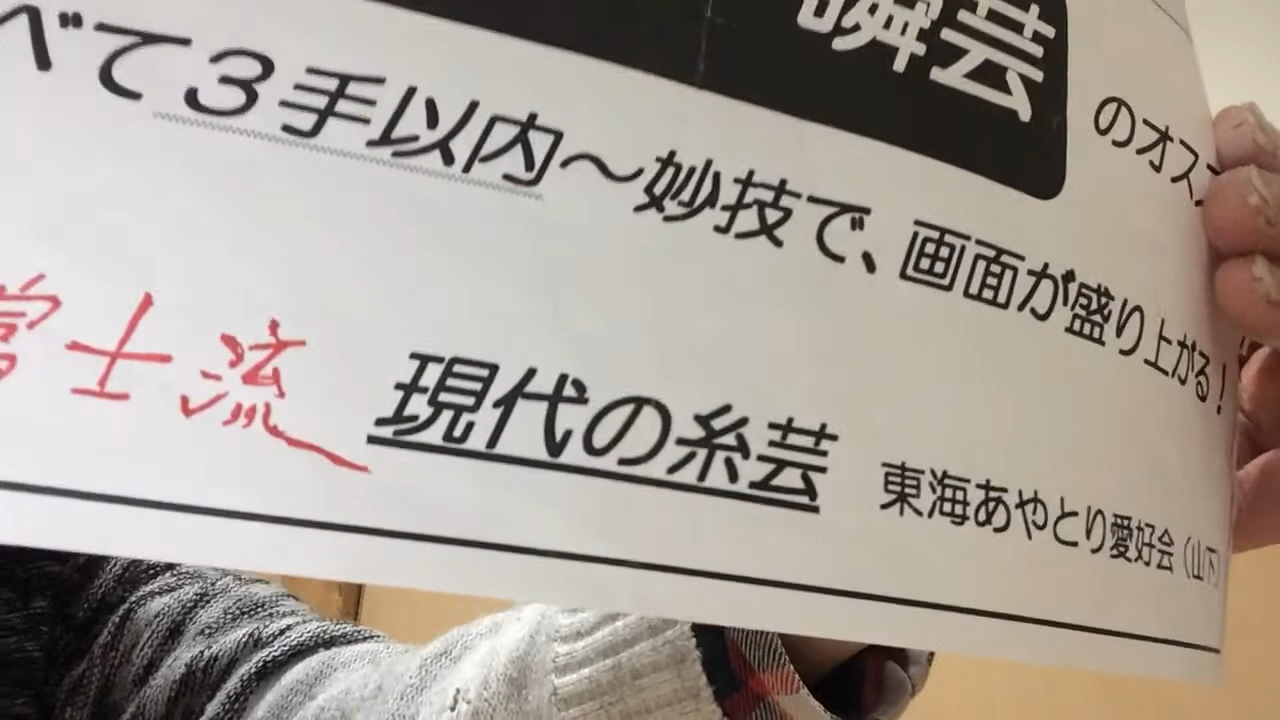 瞬芸 のオス
べて3手以内～妙技で、画面が盛り上がる！
富士流 現代の糸芸 東海あやとり愛好会（山下